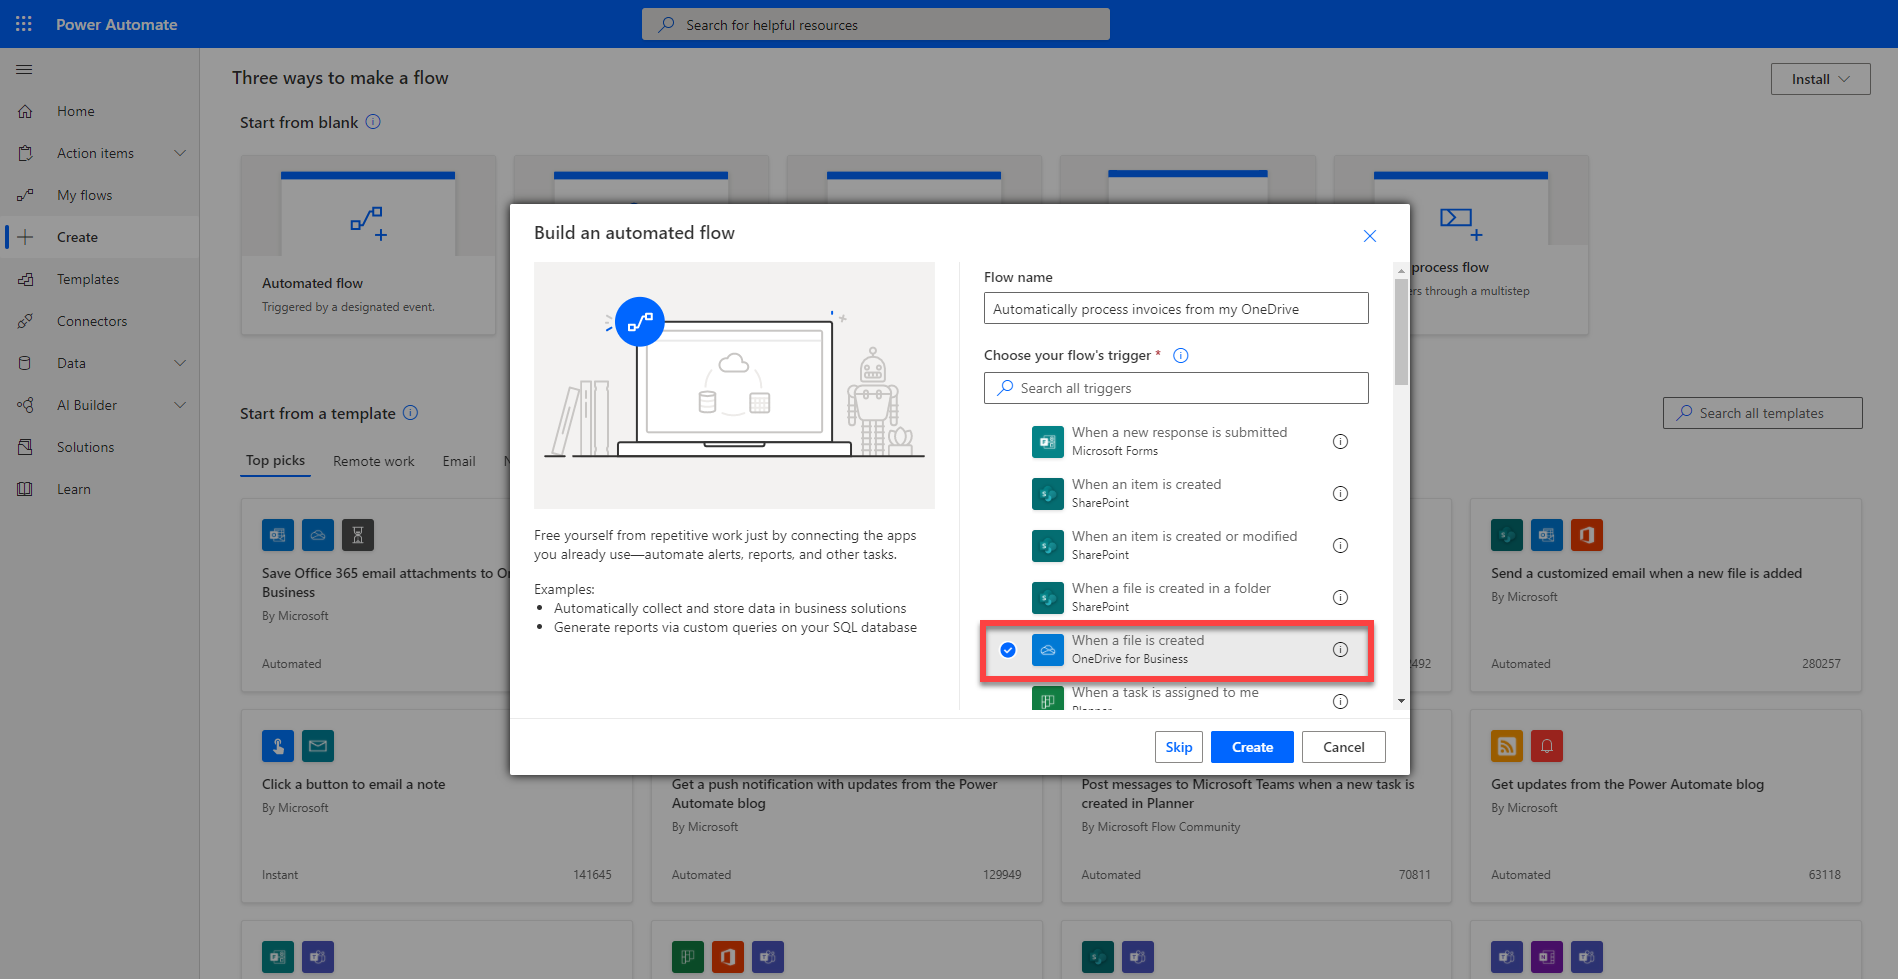 Power Automate
Search for helpful resources
Three ways to make a flow
Install
Home
Action items
My flows
Create
Templates
Connectors
Data
AI Builder
Solutions
Learn
Start from blank
Automated flow
Triggered by a designated event.
process flow
through a multistep
Build an automated flow
Free yourself from repetitive work just by connecting the apps
you already use—automate alerts, reports, and other tasks.
Examples:
• Automatically collect and store data in business solutions
• Generate reports via custom queries on your SQL database
Flow name
Automatically process invoices from my OneDrive
Choose your flow's trigger *
Search all triggers
When a new response is submitted
Microsoft Forms
When an item is created
SharePoint
When an item is created or modified
SharePoint
When a file is created in a folder
SharePoint
When a file is created
OneDrive for Business
When a task is assigned to me
Planner
Skip
Create
Cancel
Start from a template
Search all templates
Top picks
Remote work
Email
Save Office 365 email attachments to
Business
By Microsoft
Automated
2492
Send a customized email when a new file is added
By Microsoft
Automated
280257
Click a button to email a note
By Microsoft
Instant
141645
Get a push notification with updates from the Power
Automate blog
By Microsoft
Automated
129949
Post messages to Microsoft Teams when a new task is
created in Planner
By Microsoft Flow Community
Automated
70811
Get updates from the Power Automate blog
By Microsoft
Automated
63118